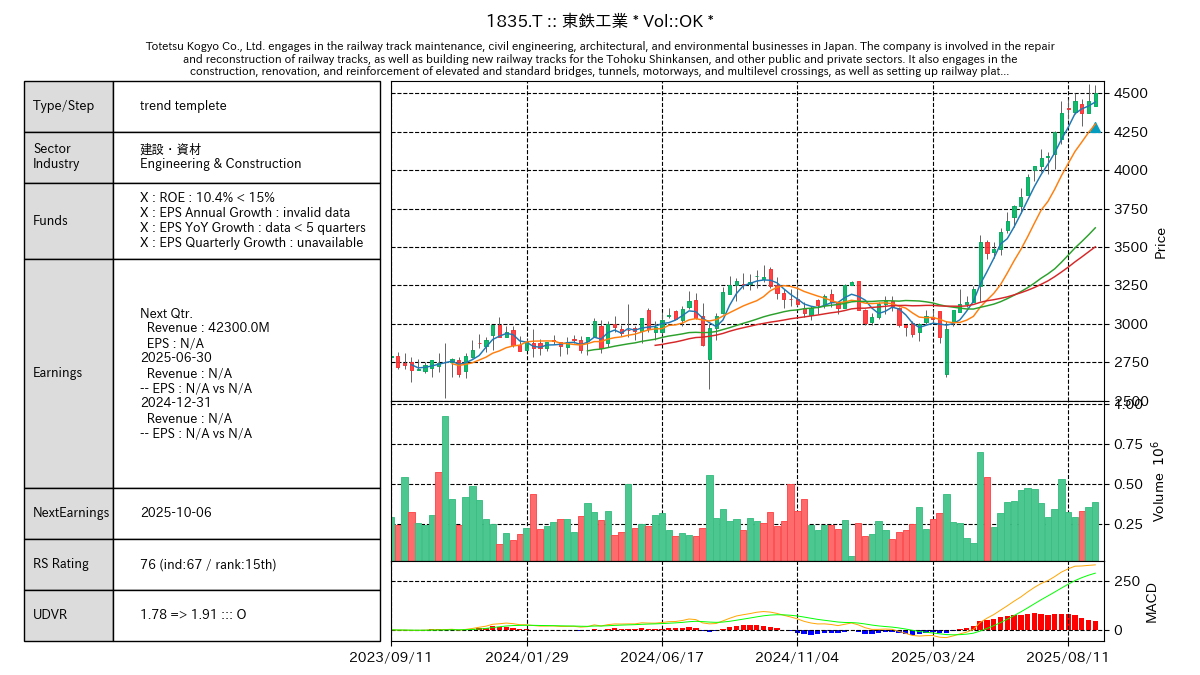 1835.T :: 東鉄工業 * Vol::OK *
Totetsu Kogyo Co., Ltd. engages in the railway track maintenance, civil engineering, architectural, and environmental businesses in Japan. The company is involved in the repair
and reconstruction of railway tracks, as well as building new railway tracks for the Tohoku Shinkansen, and other public and private sectors. It also engages in the
construction, renovation, and reinforcement of elevated and standard bridges, tunnels, motorways, and multilevel crossings, as well as setting up railway plat...
Type/Step
trend templete
Sector
Industry
建設・資材
Engineering & Construction
Funds
X : ROE : 10.4% < 15%
X : EPS Annual Growth : invalid data
X : EPS YoY Growth : data < 5 quarters
X : EPS Quarterly Growth : unavailable
Earnings
Next Qtr.
Revenue : 42300.0M
EPS : N/A
2025-06-30
Revenue : N/A
-- EPS : N/A vs N/A
2024-12-31
Revenue : N/A
-- EPS : N/A vs N/A
NextEarnings
2025-10-06
RS Rating
76 (ind:67 / rank:15th)
UDVR
1.78 => 1.91 ::: O
4500
4250
4000
3750
3500
3250
3000
2750
2500
Price
1.00
0.75
0.50
0.25
Volume 10^6
250
0
MACD
2023/09/11
2024/01/29
2024/06/17
2024/11/04
2025/03/24
2025/08/11